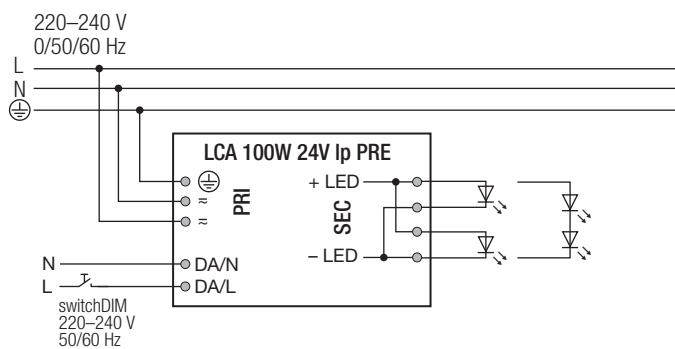 220–240 V
0/50/60 Hz
L
N
LCA 100W 24V lp PRE
+ LED
≂
PRI
SEC
≂
N
DA/N
– LED
L
DA/L
switchDIM
220–240 V
50/60 Hz